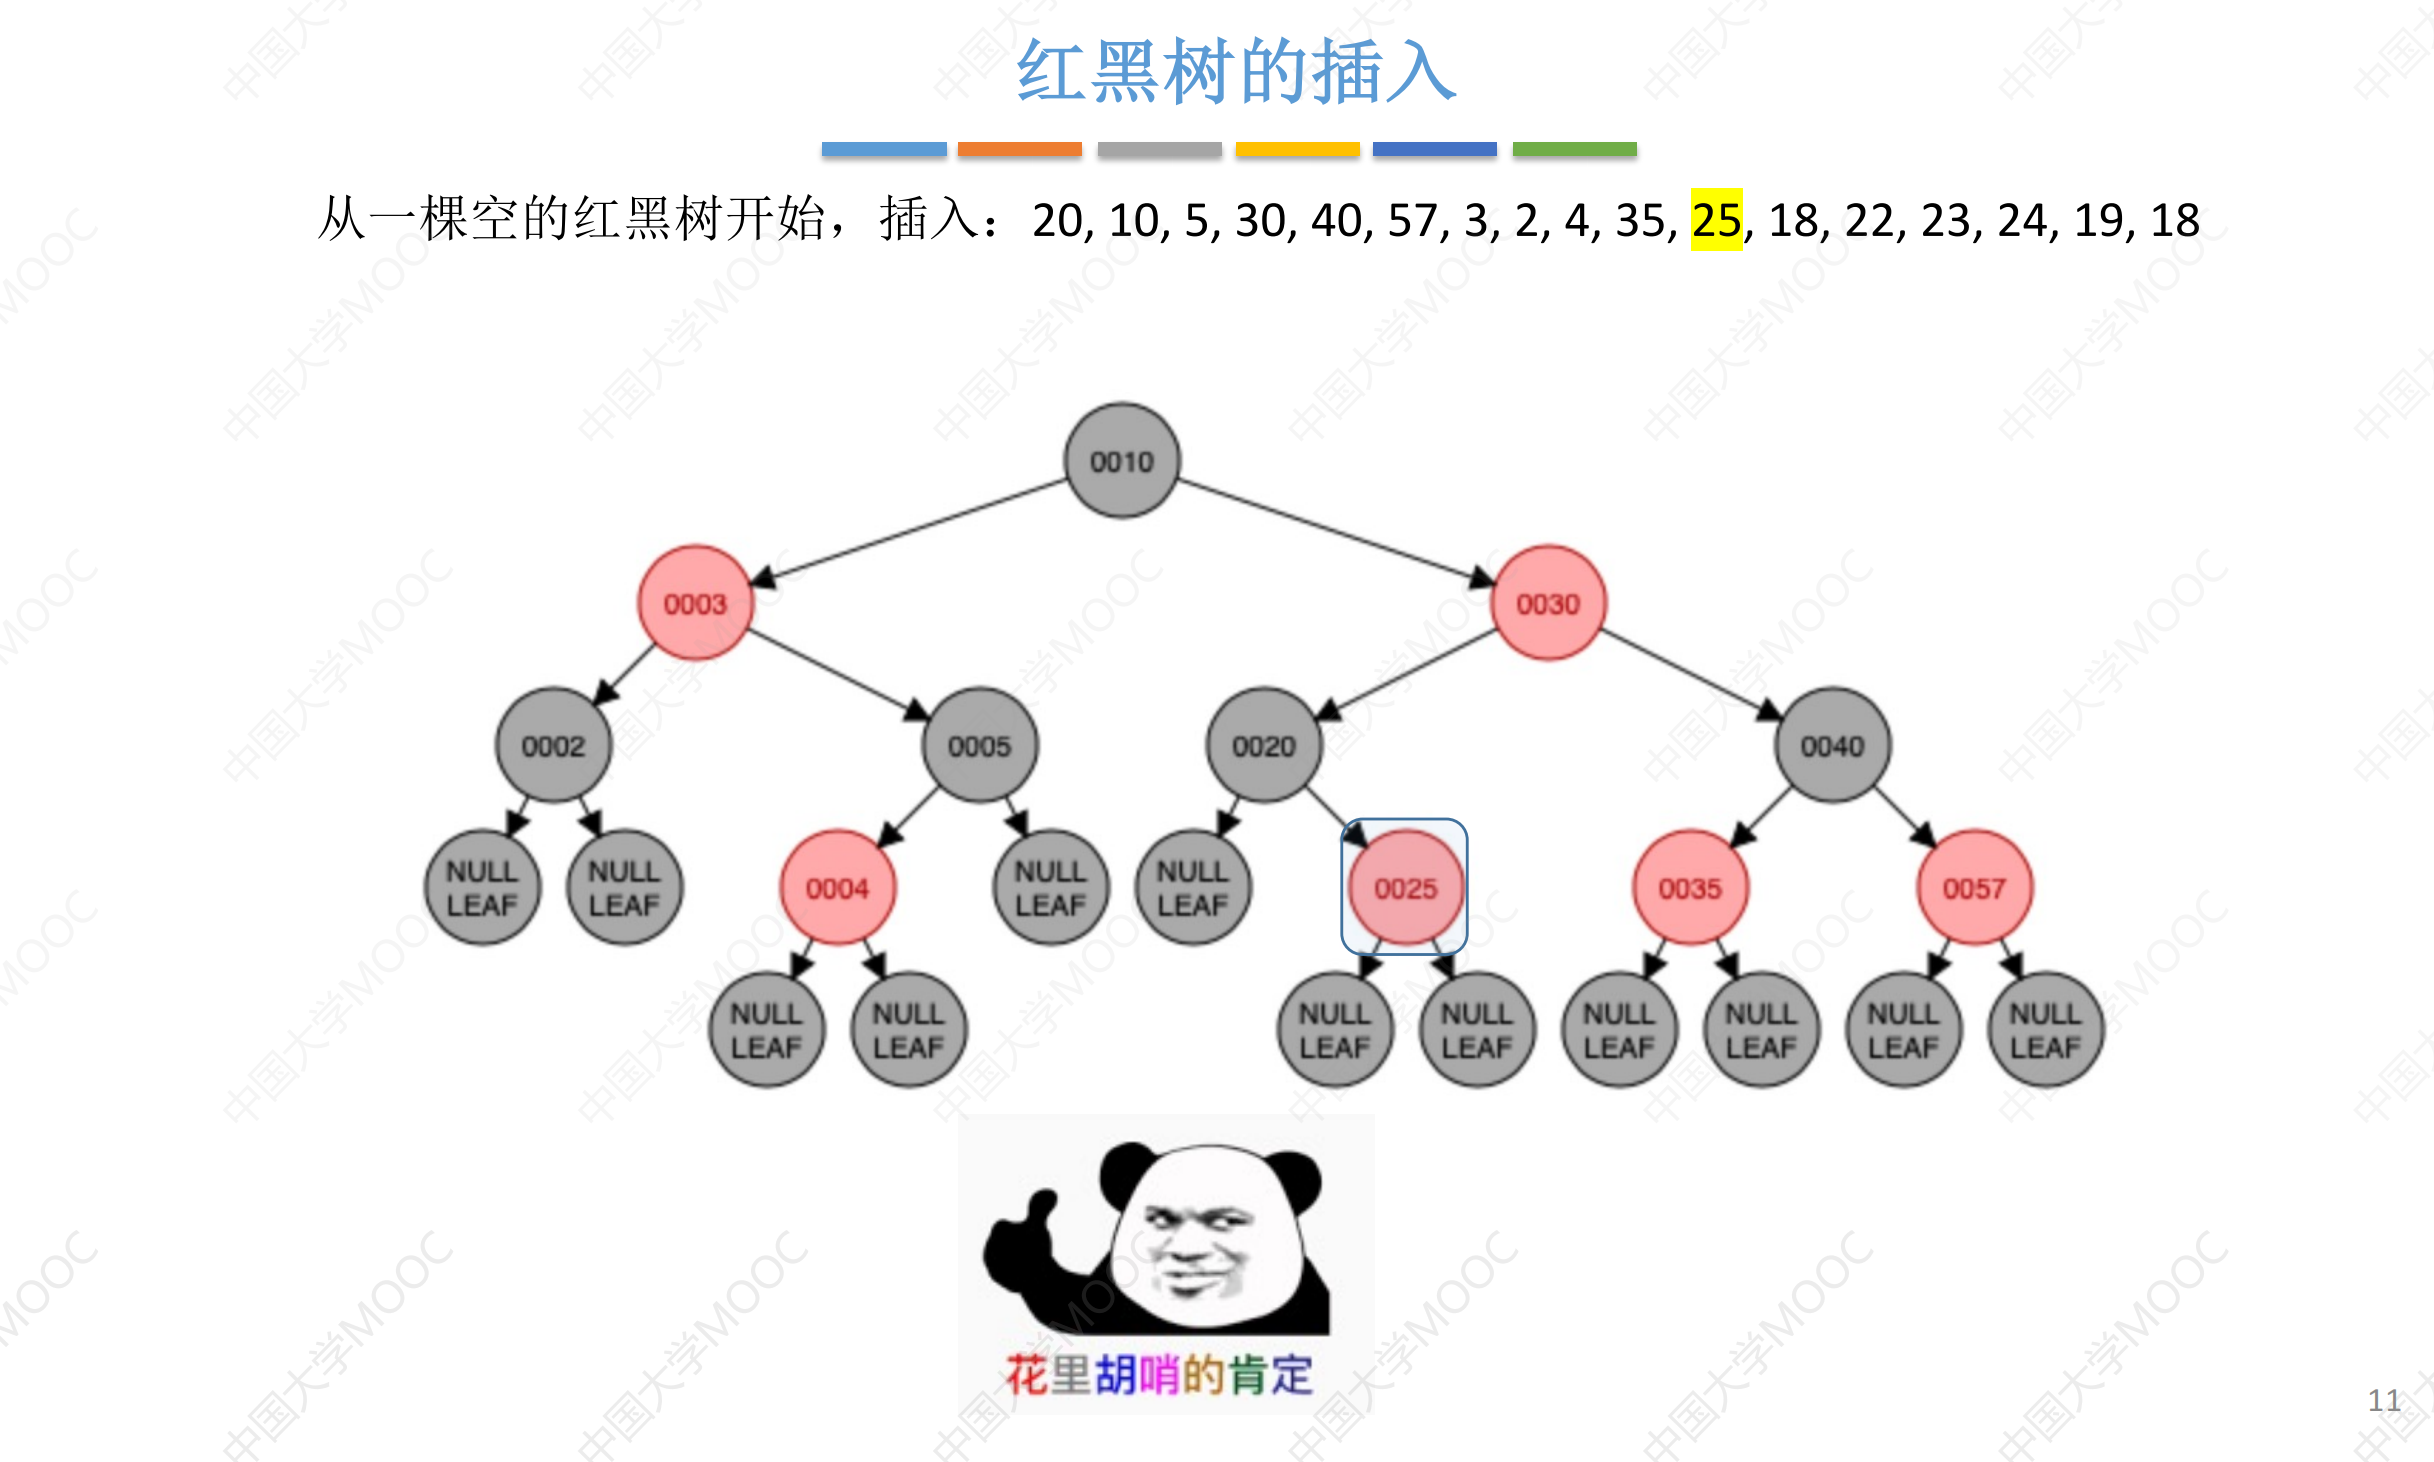 红黑树的插入
从一棵空的红黑树开始，插入：20, 10, 5, 30, 40, 57, 3, 2, 4, 35, 25, 18, 22, 23, 24, 19, 18
0010
0003 0030
0002 0005 0020 0040
NULL LEAF NULL LEAF 0004 NULL LEAF NULL LEAF 0025 0035 0057
NULL LEAF NULL LEAF NULL LEAF NULL LEAF NULL LEAF NULL LEAF NULL LEAF NULL LEAF
花里胡哨的肯定
11
中国大学MOOC